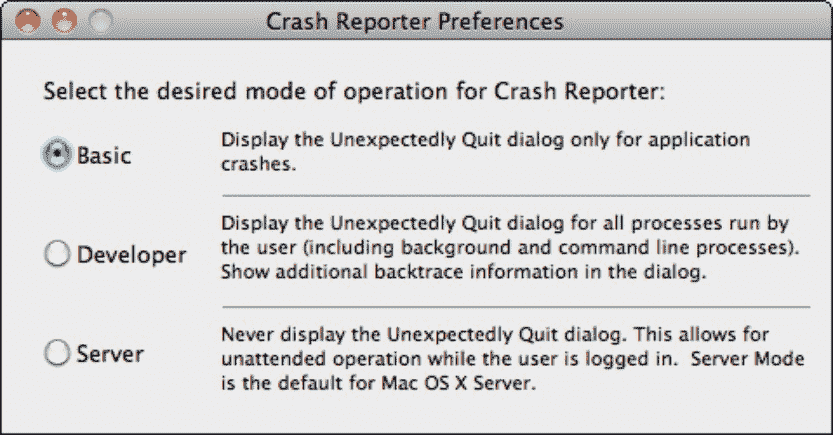 Crash Reporter Preferences
Select the desired mode of operation for Crash Reporter:
Basic
Display the Unexpectedly Quit dialog only for application
crashes.
Developer
Display the Unexpectedly Quit dialog for all processes run by
the user (including background and command line processes).
Show additional backtrace information in the dialog.
Server
Never display the Unexpectedly Quit dialog. This allows for
unattended operation while the user is logged in.  Server Mode
is the default for Mac OS X Server.